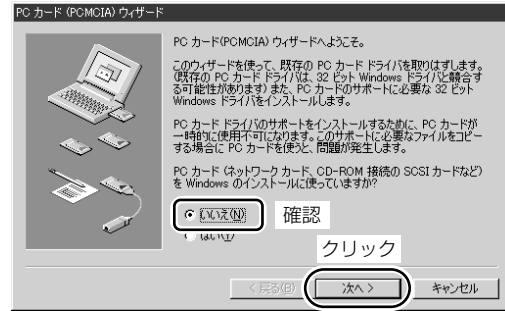 PC カード (PCMCIA) ウィザード
PC カード(PCMCIA) ウィザードへようこそ。
このウィザードを使って、既存の PC カード ドライバを取りはずします。
(既存の PC カード ドライバは、32 ビット Windows ドライバと競合す
る可能性があります) また、PC カードのサポートに必要な 32 ビット
Windows ドライバをインストールします。
PC カード ドライバのサポートをインストールするために、PC カードが
一時的に使用不可になります。このサポートに必要なファイルをコピー
する場合に PC カードを使うと、問題が発生します。
PC カード (ネットワーク カード、CD-ROM 接続の SCSI カードなど)
を Windows のインストールに使っていますか?
いいえ(N)
確認
はい(Y)
クリック
< 戻る(B)
次へ >
キャンセル